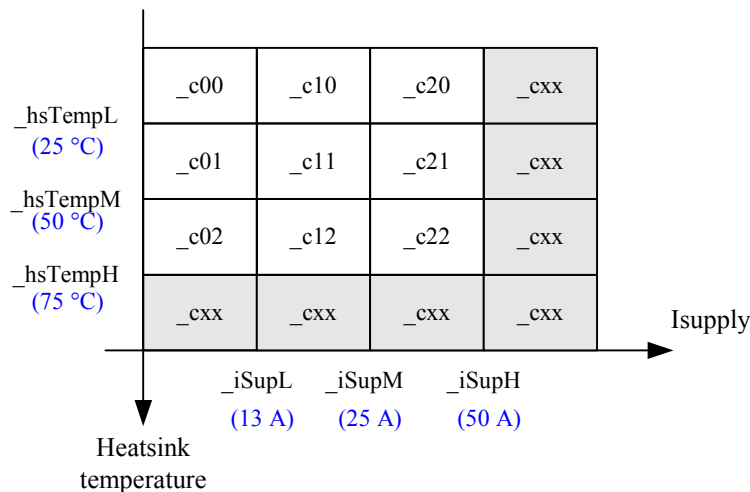 _c00 _c10 _c20 _cxx
_hsTempL
(25 °C)
_c01 _c11 _c21 _cxx
_hsTempM
(50 °C)
_c02 _c12 _c22 _cxx
_hsTempH
(75 °C)
_cxx _cxx _cxx _cxx
Isupply
_iSupL _iSupM _iSupH
(13 A) (25 A) (50 A)
Heatsink
temperature